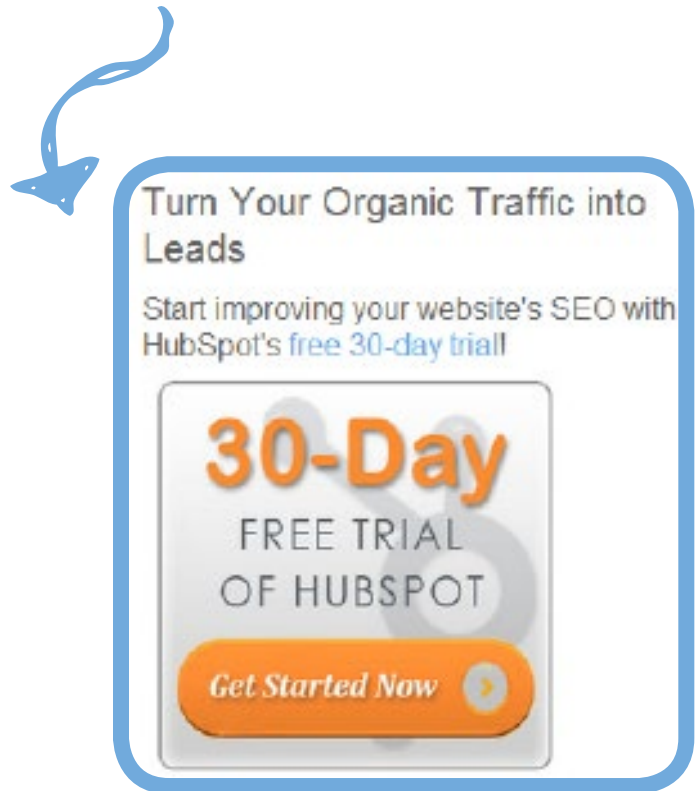 Turn Your Organic Traffic into
Leads
Start improving your website's SEO with
HubSpot's free 30-day trial!
30-Day
FREE TRIAL
OF HUBSPOT
Get Started Now